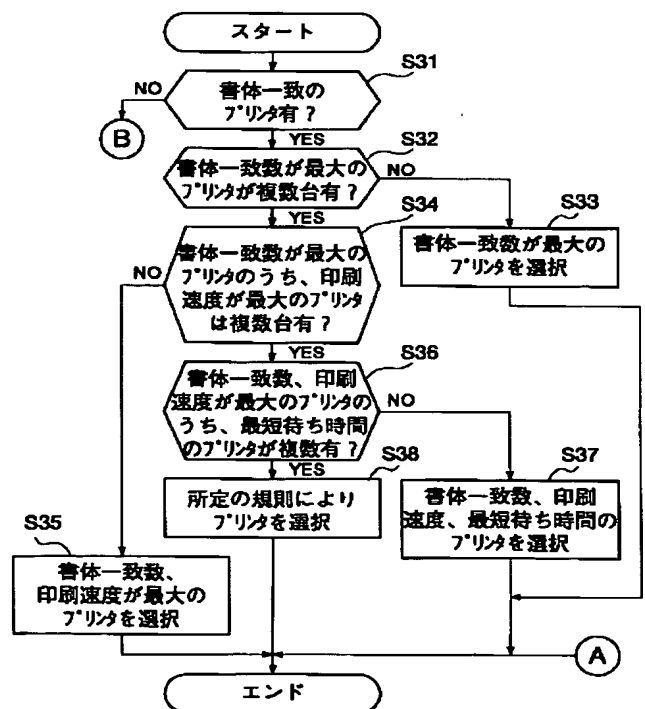 スタート
S31
書体一致の
プリンタ有？
NO
B
YES
S32
書体一致数が最大の
プリンタが複数台有？
NO
YES
S33
書体一致数が最大の
プリンタを選択
S34
書体一致数が最大の
プリンタのうち、印刷
速度が最大のプリンタ
は複数台有？
NO
YES
S36
書体一致数、印刷
速度が最大のプリンタの
うち、最短待ち時間
のプリンタが複数有？
NO
YES
S38
所定の規則により
プリンタを選択
S37
書体一致数、印刷
速度、最短待ち時間の
プリンタを選択
S35
書体一致数、
印刷速度が最大の
プリンタを選択
A
エンド